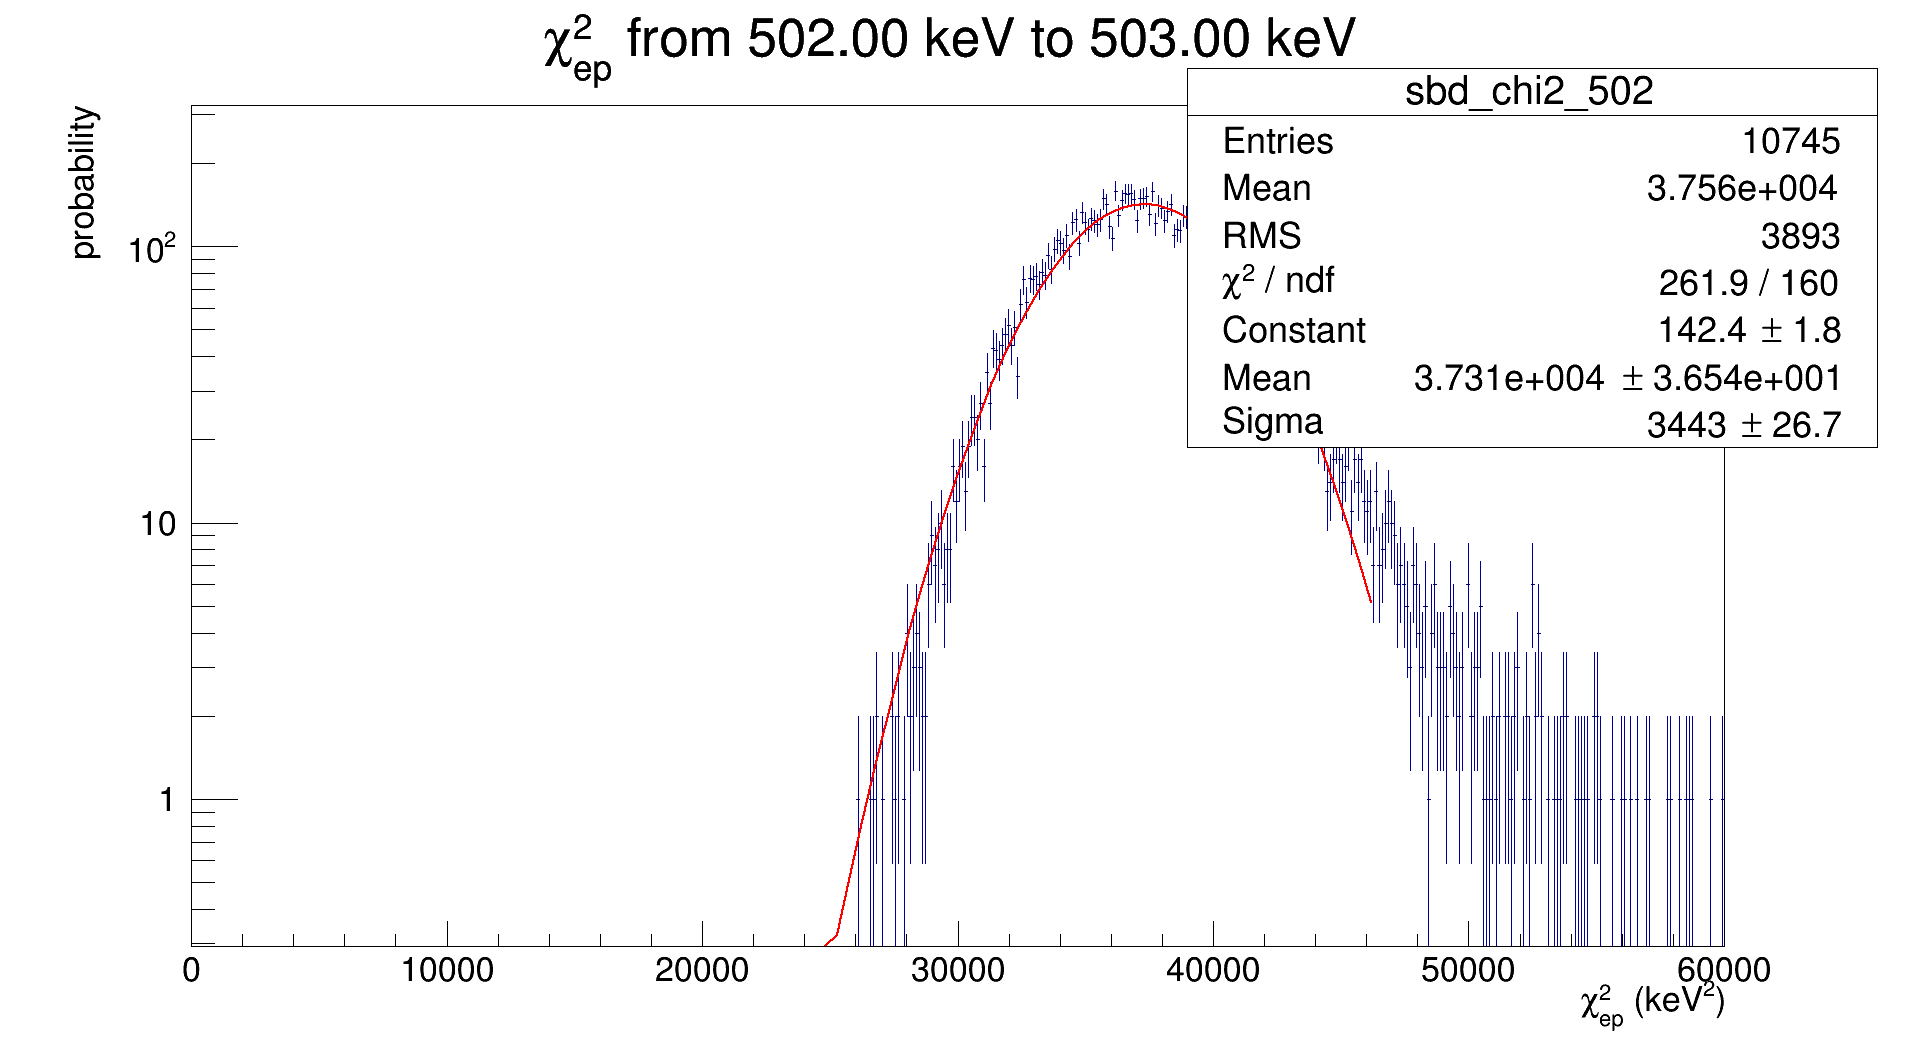 χ²ep from 502.00 keV to 503.00 keV
sbd_chi2_502
Entries 10745
Mean 3.756e+004
RMS 3893
χ² / ndf 261.9 / 160
Constant 142.4 ± 1.8
Mean 3.731e+004 ± 3.654e+001
Sigma 3443 ± 26.7
probability
10²
10
1
0 10000 20000 30000 40000 50000 60000
χ²ep (keV²)